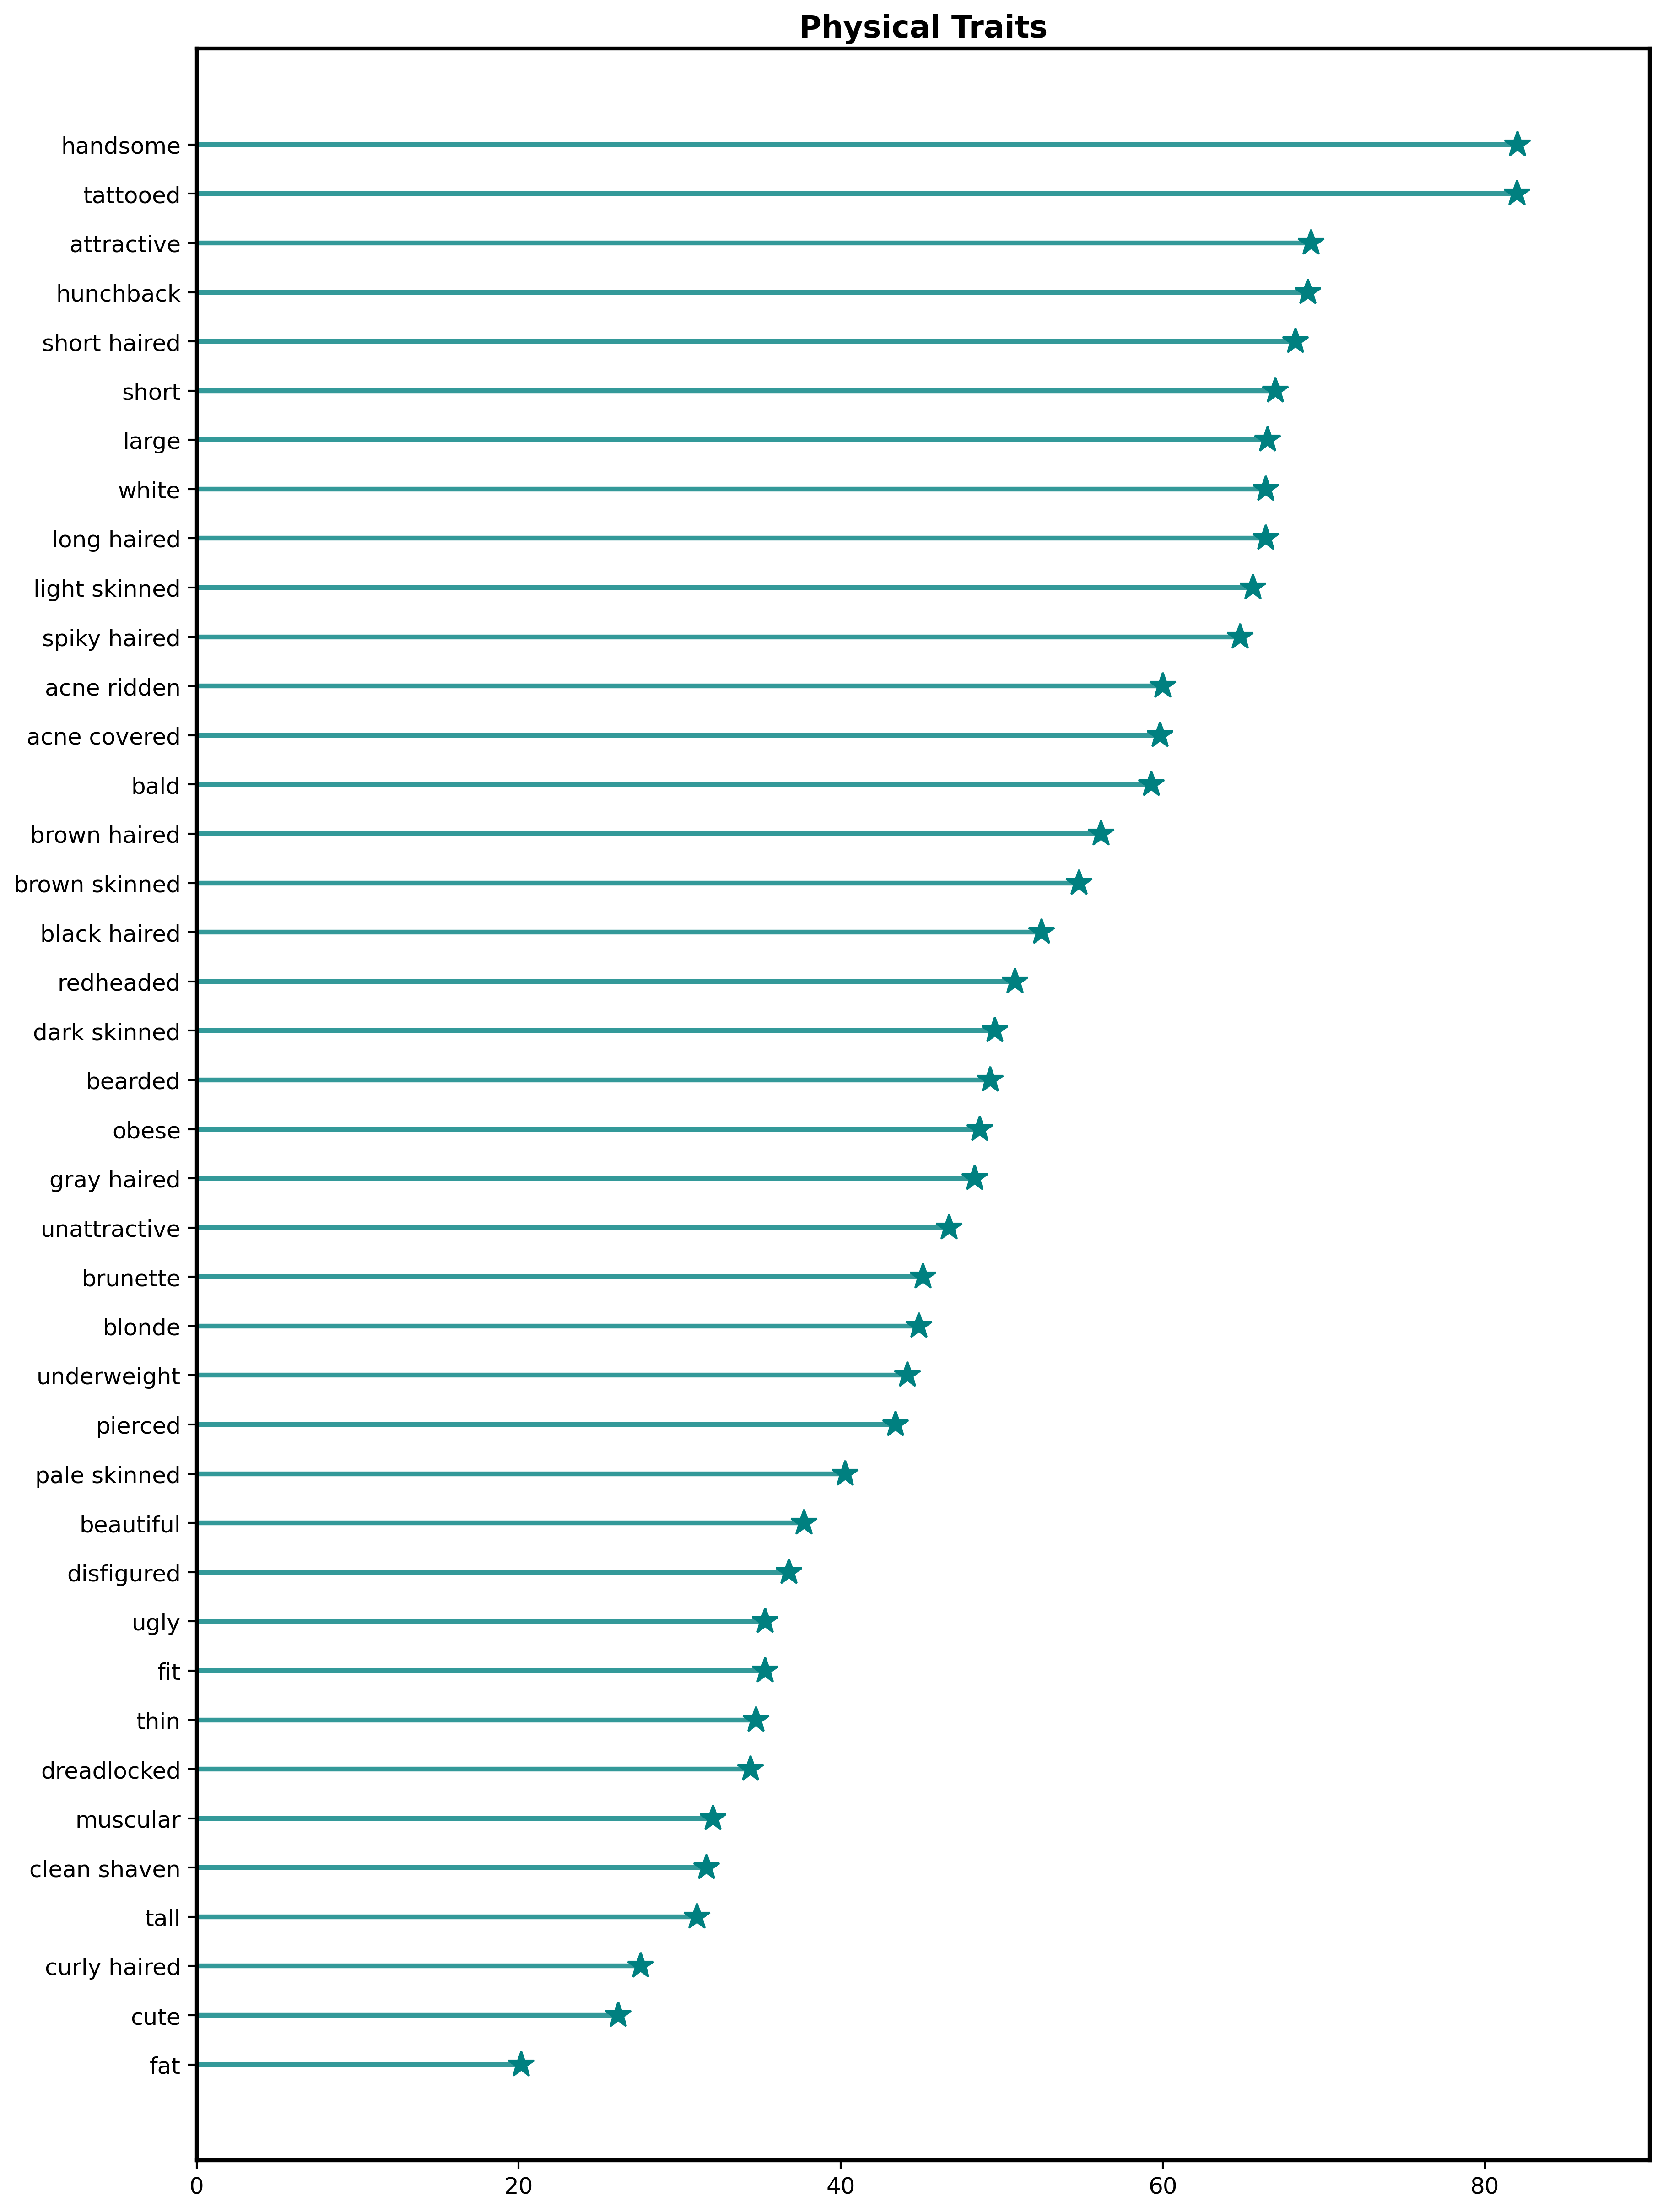 Physical Traits
handsome
tattooed
attractive
hunchback
short haired
short
large
white
long haired
light skinned
spiky haired
acne ridden
acne covered
bald
brown haired
brown skinned
black haired
redheaded
dark skinned
bearded
obese
gray haired
unattractive
brunette
blonde
underweight
pierced
pale skinned
beautiful
disfigured
ugly
fit
thin
dreadlocked
muscular
clean shaven
tall
curly haired
cute
fat
0 20 40 60 80